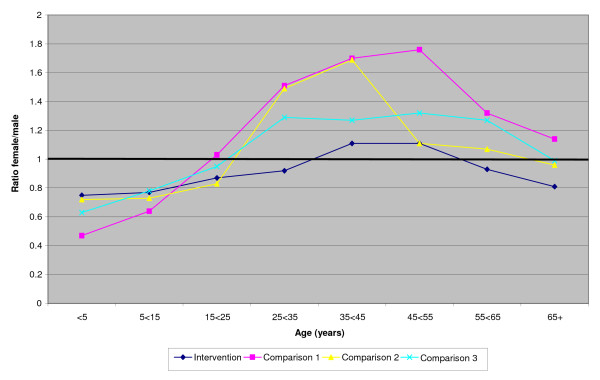 2
1.8
1.6
1.4
1.2
1
0.8
0.6
0.4
0.2
0
Ratio female/male
<5 5<15 15<25 25<35 35<45 45<55 55<65 65+
Age (years)
Intervention Comparison 1 Comparison 2 Comparison 3